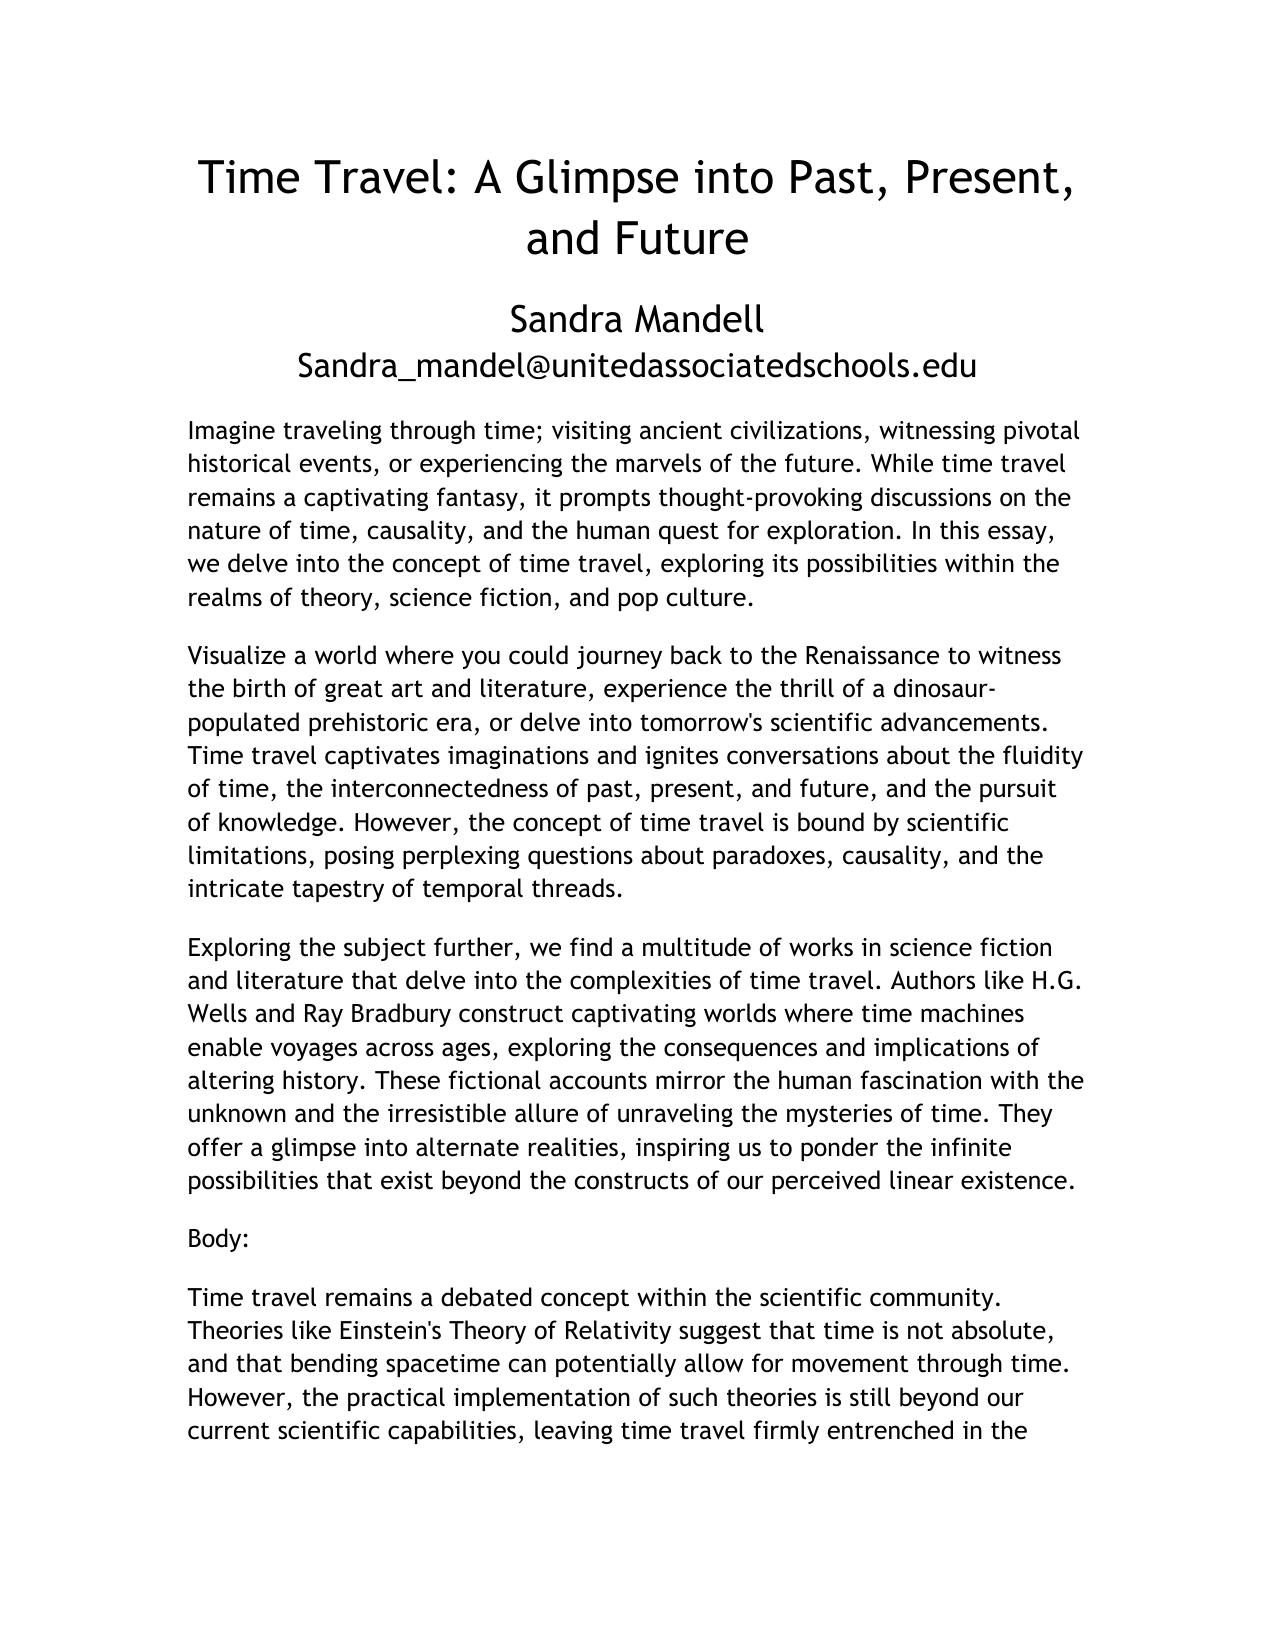 Time Travel: A Glimpse into Past, Present,
and Future
Sandra Mandell
Sandra_mandel@unitedassociatedschools.edu
Imagine traveling through time; visiting ancient civilizations, witnessing pivotal
historical events, or experiencing the marvels of the future. While time travel
remains a captivating fantasy, it prompts thought-provoking discussions on the
nature of time, causality, and the human quest for exploration. In this essay,
we delve into the concept of time travel, exploring its possibilities within the
realms of theory, science fiction, and pop culture.
Visualize a world where you could journey back to the Renaissance to witness
the birth of great art and literature, experience the thrill of a dinosaur-
populated prehistoric era, or delve into tomorrow's scientific advancements.
Time travel captivates imaginations and ignites conversations about the fluidity
of time, the interconnectedness of past, present, and future, and the pursuit
of knowledge. However, the concept of time travel is bound by scientific
limitations, posing perplexing questions about paradoxes, causality, and the
intricate tapestry of temporal threads.
Exploring the subject further, we find a multitude of works in science fiction
and literature that delve into the complexities of time travel. Authors like H.G.
Wells and Ray Bradbury construct captivating worlds where time machines
enable voyages across ages, exploring the consequences and implications of
altering history. These fictional accounts mirror the human fascination with the
unknown and the irresistible allure of unraveling the mysteries of time. They
offer a glimpse into alternate realities, inspiring us to ponder the infinite
possibilities that exist beyond the constructs of our perceived linear existence.
Body:
Time travel remains a debated concept within the scientific community.
Theories like Einstein's Theory of Relativity suggest that time is not absolute,
and that bending spacetime can potentially allow for movement through time.
However, the practical implementation of such theories is still beyond our
current scientific capabilities, leaving time travel firmly entrenched in the